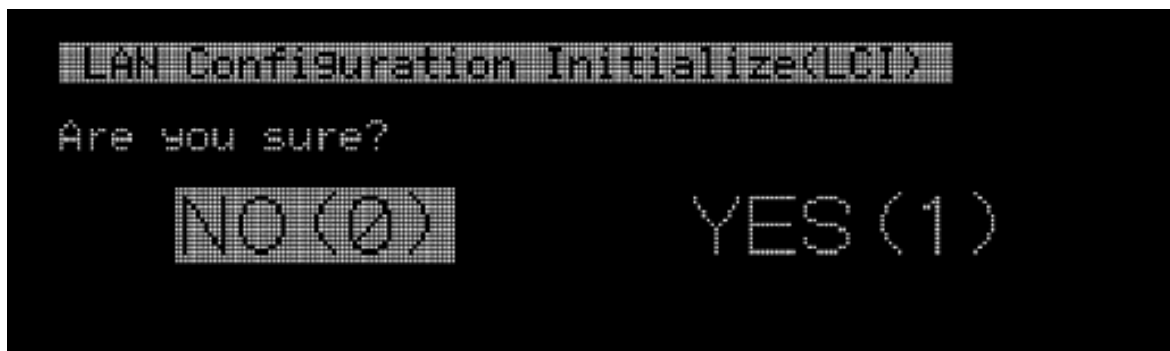 LAN Configuration Initialize(LCI)
Are you sure?
NO(0) YES(1)